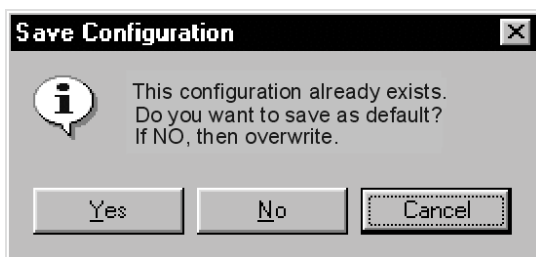 Save Configuration
This configuration already exists.
Do you want to save as default?
If NO, then overwrite.
Yes
No
Cancel